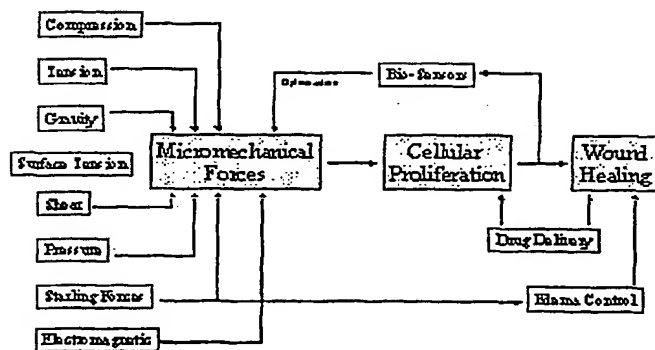 Compression
Tension
Bio-Sensors
Gravity
Micromechanical
Forces
Cellular
Proliferation
Wound
Healing
Surface Tension
Shear
Drug Delivery
Pressure
Starling Forces
Edema Control
Electromagnetic